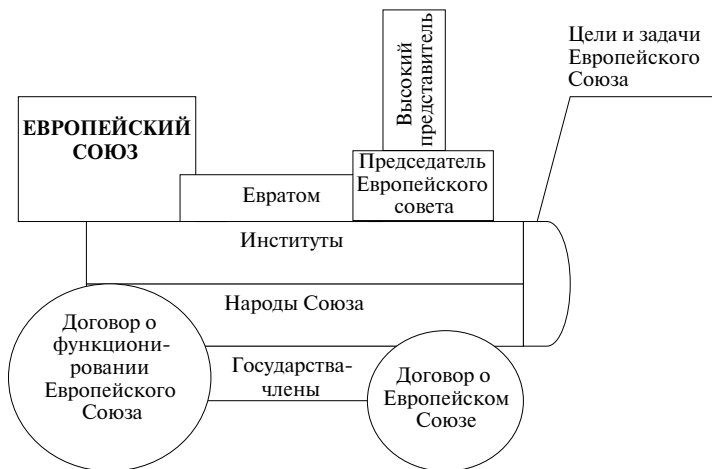 Цели и задачи
Европейского
Союза
Высокий
представитель
ЕВРОПЕЙСКИЙ
СОЮЗ
Председатель
Европейского
совета
Евратом
Институты
Народы Союза
Договор о
функциони-
ровании
Европейского
Союза
Государства-
члены
Договор о
Европейском
Союзе